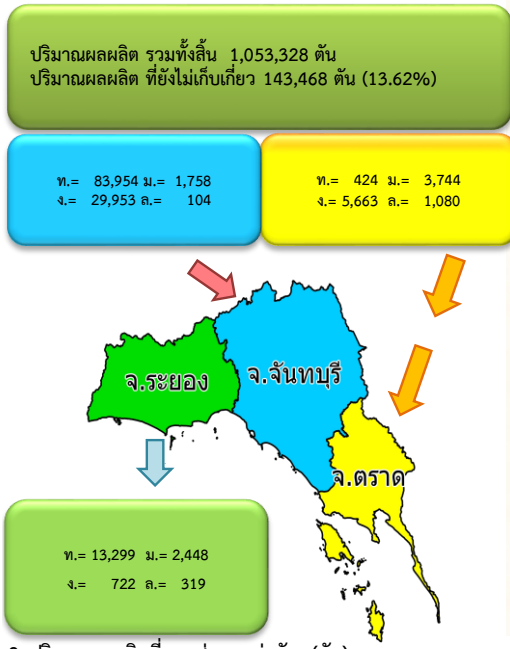 ปริมาณผลผลิต รวมทั้งสิ้น 1,053,328 ตัน
ปริมาณผลผลิต ที่ยังไม่เก็บเกี่ยว 143,468 ตัน (13.62%)
ท.= 83,954 ม.= 1,758
ง.= 29,953 ล.= 104
ท.= 424 ม.= 3,744
ง.= 5,663 ล.= 1,080
จ.ระยอง
จ.จันทบุรี
จ.ตราด
ท.= 13,299 ม.= 2,448
ง.= 722 ล.= 319